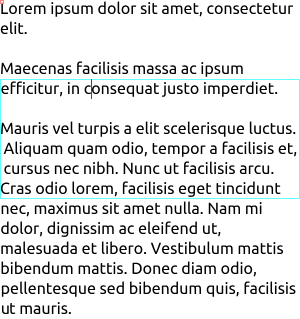 Lorem ipsum dolor sit amet, consectetur
elit.
Maecenas facilisis massa ac ipsum
efficitur, in consequat justo imperdiet.
Mauris vel turpis a elit scelerisque luctus.
Aliquam quam odio, tempor a facilisis et,
cursus nec nibh. Nunc ut facilisis arcu.
Cras odio lorem, facilisis eget tincidunt
nec, maximus sit amet nulla. Nam mi
dolor, dignissim ac eleifend ut,
malesuada et libero. Vestibulum mattis
bibendum mattis. Donec diam odio,
pellentesque sed bibendum quis, facilisis
ut mauris.